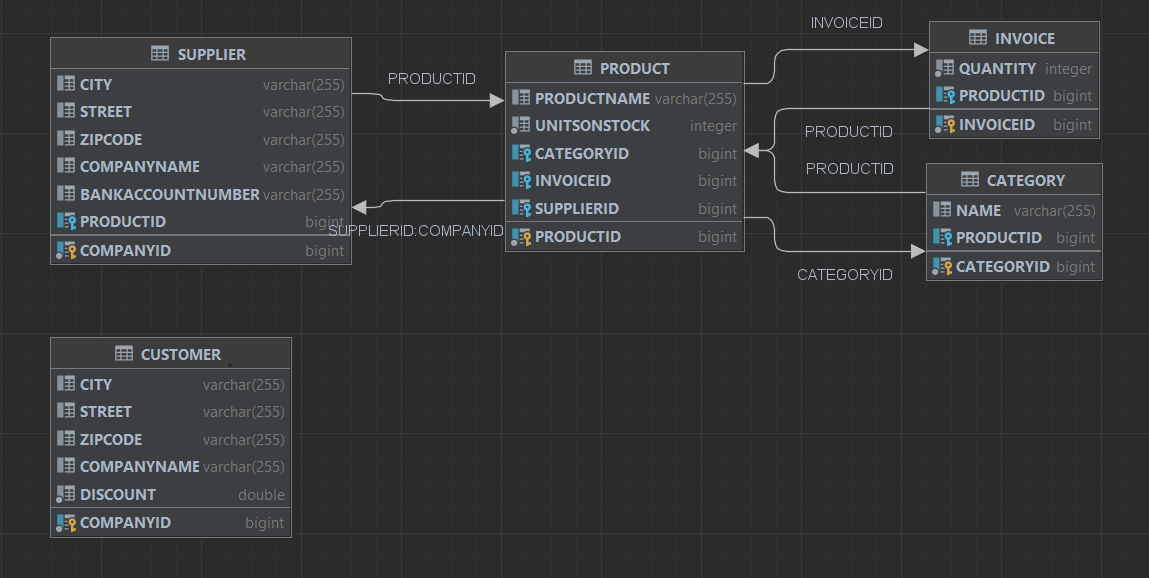 SUPPLIER
CITY varchar(255)
STREET varchar(255)
ZIPCODE varchar(255)
COMPANYNAME varchar(255)
BANKACCOUNTNUMBER varchar(255)
PRODUCTID bigint
COMPANYID bigint
PRODUCTID
SUPPLIERID:COMPANYID
PRODUCT
PRODUCTNAME varchar(255)
UNITSONSTOCK integer
CATEGORYID bigint
INVOICEID bigint
SUPPLIERID bigint
PRODUCTID bigint
INVOICEID
PRODUCTID
PRODUCTID
CATEGORYID
INVOICE
QUANTITY integer
PRODUCTID bigint
INVOICEID bigint
CATEGORY
NAME varchar(255)
PRODUCTID bigint
CATEGORYID bigint
CUSTOMER
CITY varchar(255)
STREET varchar(255)
ZIPCODE varchar(255)
COMPANYNAME varchar(255)
DISCOUNT double
COMPANYID bigint